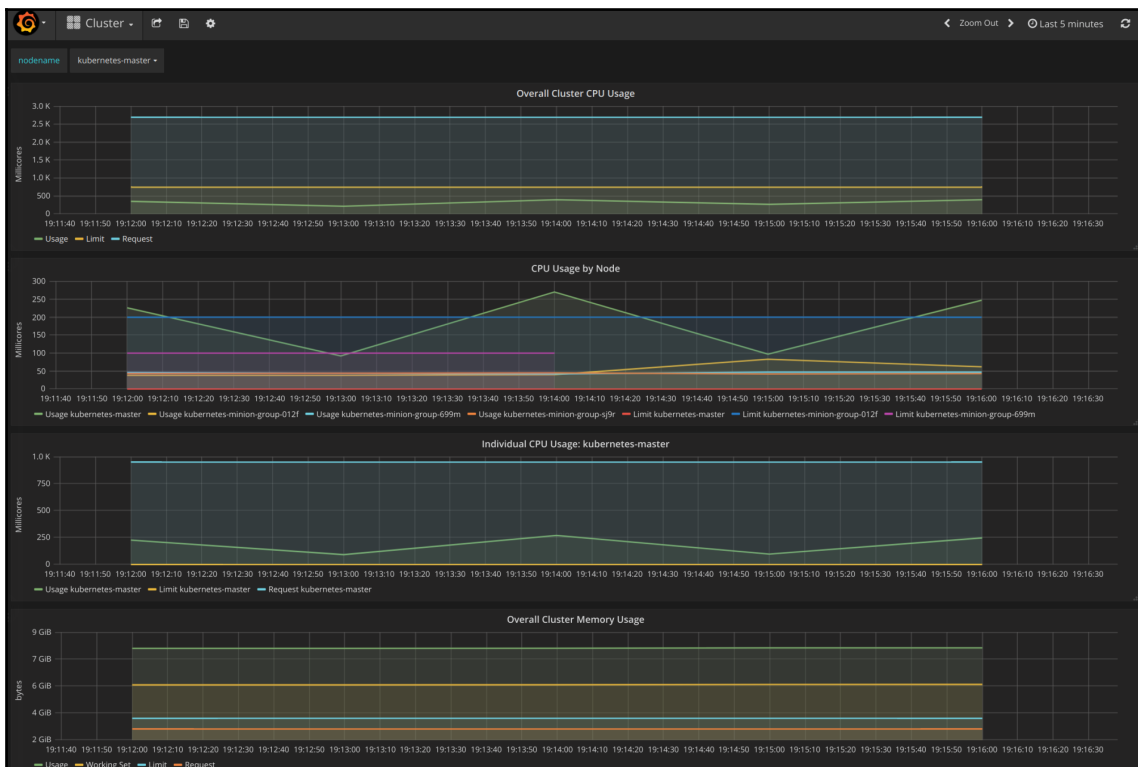 Cluster Zoom Out Last 5 minutes
nodename kubernetes-master
Overall Cluster CPU Usage
3.0 K
2.5 K
2.0 K
1.5 K
1.0 K
500
0
Millicores
19:11:40 19:11:50 19:12:00 19:12:10 19:12:20 19:12:30 19:12:40 19:12:50 19:13:00 19:13:10 19:13:20 19:13:30 19:13:40 19:13:50 19:14:00 19:14:10 19:14:20 19:14:30 19:14:40 19:14:50 19:15:00 19:15:10 19:15:20 19:15:30 19:15:40 19:15:50 19:16:00 19:16:10 19:16:20 19:16:30
Usage Limit Request
CPU Usage by Node
300
250
200
150
100
50
0
Millicores
19:11:40 19:11:50 19:12:00 19:12:10 19:12:20 19:12:30 19:12:40 19:12:50 19:13:00 19:13:10 19:13:20 19:13:30 19:13:40 19:13:50 19:14:00 19:14:10 19:14:20 19:14:30 19:14:40 19:14:50 19:15:00 19:15:10 19:15:20 19:15:30 19:15:40 19:15:50 19:16:00 19:16:10 19:16:20 19:16:30
Usage kubernetes-master Usage kubernetes-minion-group-012f Usage kubernetes-minion-group-699m Usage kubernetes-minion-group-sj9r Limit kubernetes-master Limit kubernetes-minion-group-012f Limit kubernetes-minion-group-699m
Individual CPU Usage: kubernetes-master
1.0 K
750
500
250
0
Millicores
19:11:40 19:11:50 19:12:00 19:12:10 19:12:20 19:12:30 19:12:40 19:12:50 19:13:00 19:13:10 19:13:20 19:13:30 19:13:40 19:13:50 19:14:00 19:14:10 19:14:20 19:14:30 19:14:40 19:14:50 19:15:00 19:15:10 19:15:20 19:15:30 19:15:40 19:15:50 19:16:00 19:16:10 19:16:20 19:16:30
Usage kubernetes-master Limit kubernetes-master Request kubernetes-master
Overall Cluster Memory Usage
9 GiB
7 GiB
6 GiB
4 GiB
2 GiB
bytes
19:11:40 19:11:50 19:12:00 19:12:10 19:12:20 19:12:30 19:12:40 19:12:50 19:13:00 19:13:10 19:13:20 19:13:30 19:13:40 19:13:50 19:14:00 19:14:10 19:14:20 19:14:30 19:14:40 19:14:50 19:15:00 19:15:10 19:15:20 19:15:30 19:15:40 19:15:50 19:16:00 19:16:10 19:16:20 19:16:30
Usage Working Set Limit Request